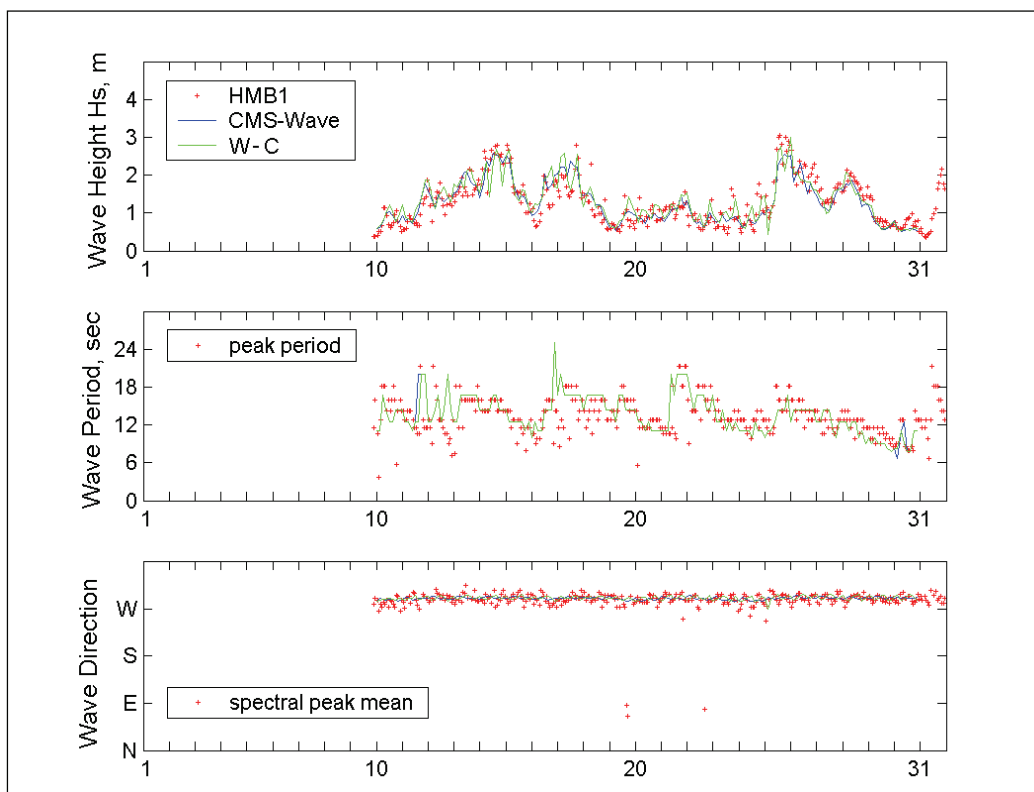 Wave Height Hs, m
4
3
2
1
0
HMB1
CMS-Wave
W-C
1 10 20 31
Wave Period, sec
24
18
12
6
0
peak period
1 10 20 31
Wave Direction
W
S
E
N
spectral peak mean
1 10 20 31